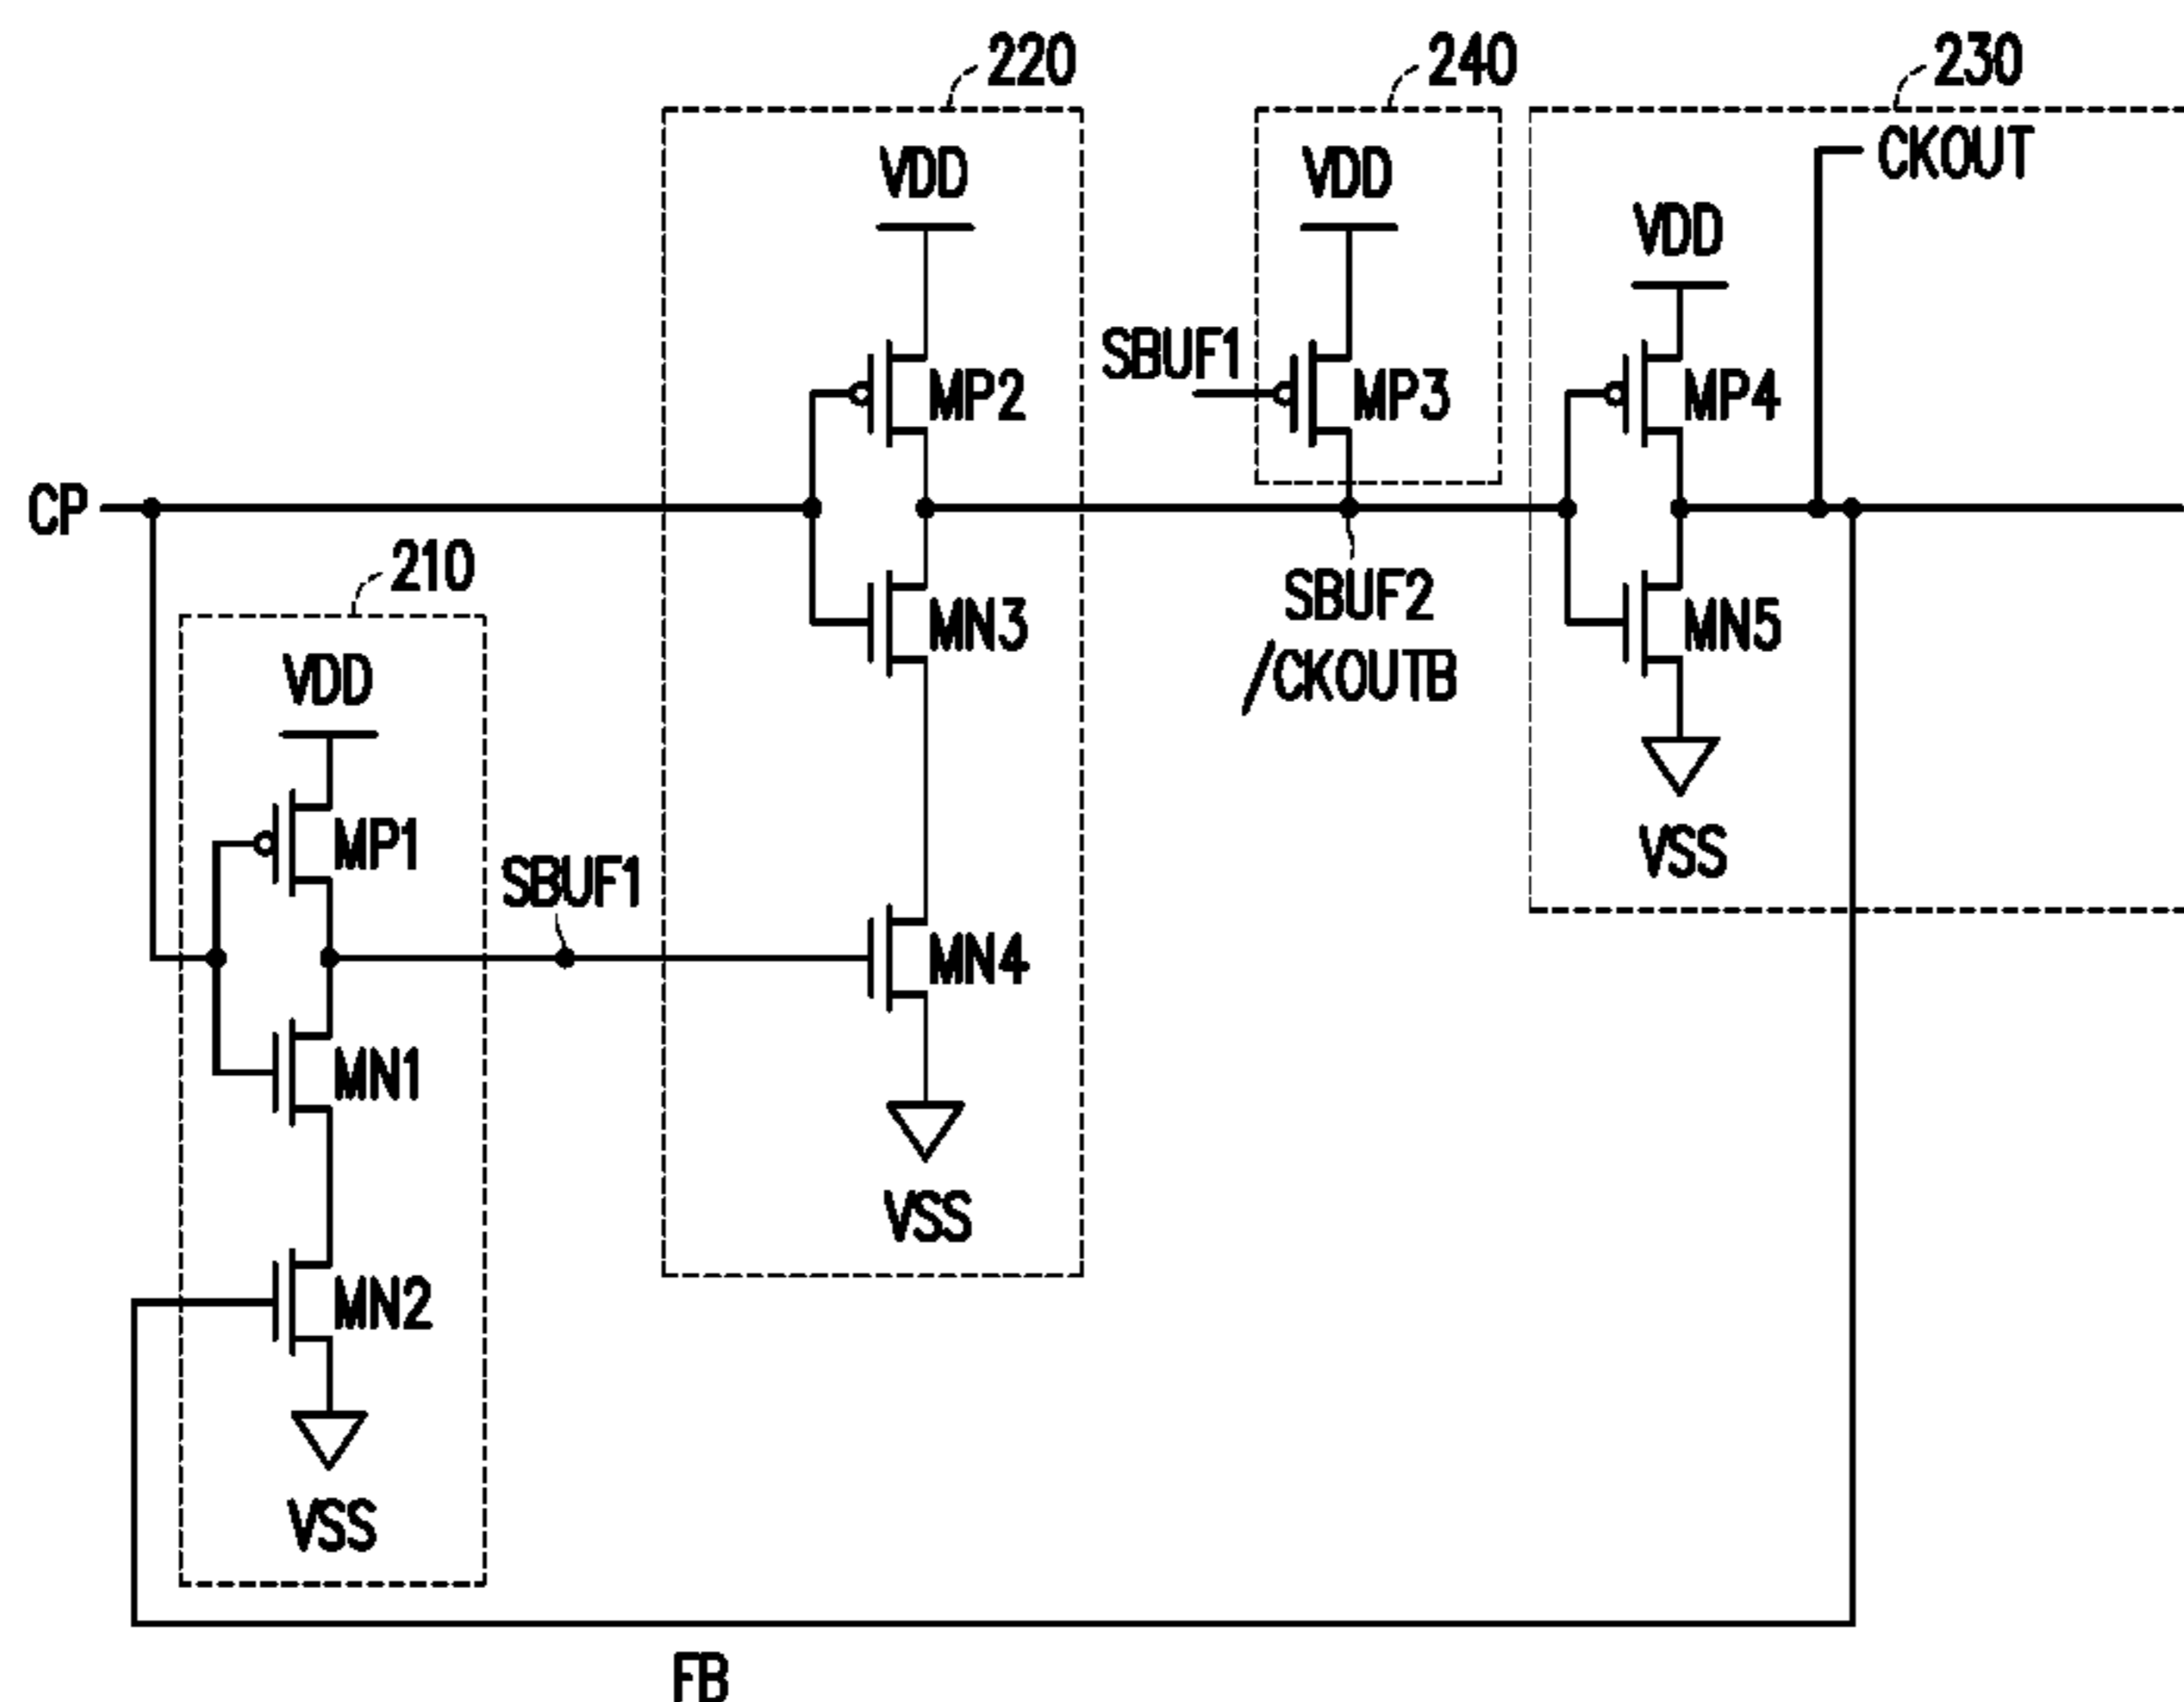 220
240
230
CKOUT
VDD
VDD
VDD
SBUF1
MP2
MP3
MP4
CP
210
SBUF2
/CKOUTB
MN3
MN5
VDD
MP1
SBUF1
VSS
MN4
MN1
VSS
MN2
VSS
FB